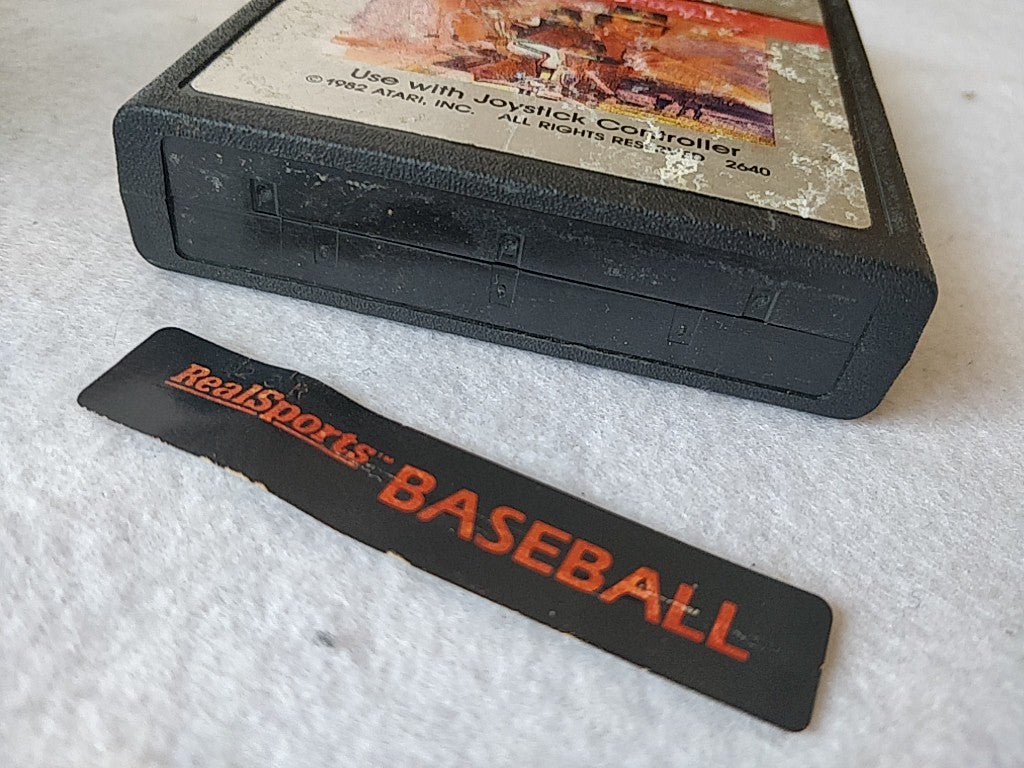 Use with Joystick Controller
© 1982 ATARI, INC. ALL RIGHTS RESERVED 2640
RealSports™ BASEBALL